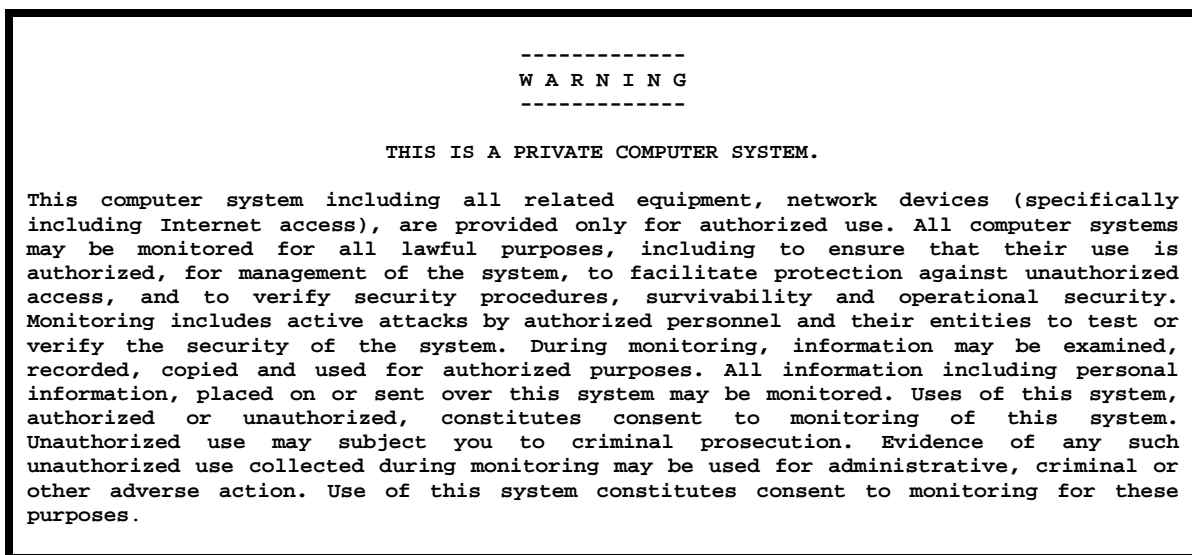 -------------
W A R N I N G
-------------
THIS IS A PRIVATE COMPUTER SYSTEM.
This computer system including all related equipment, network devices (specifically
including Internet access), are provided only for authorized use. All computer systems
may be monitored for all lawful purposes, including to ensure that their use is
authorized, for management of the system, to facilitate protection against unauthorized
access, and to verify security procedures, survivability and operational security.
Monitoring includes active attacks by authorized personnel and their entities to test or
verify the security of the system. During monitoring, information may be examined,
recorded, copied and used for authorized purposes. All information including personal
information, placed on or sent over this system may be monitored. Uses of this system,
authorized or unauthorized, constitutes consent to monitoring of this system.
Unauthorized use may subject you to criminal prosecution. Evidence of any such
unauthorized use collected during monitoring may be used for administrative, criminal or
other adverse action. Use of this system constitutes consent to monitoring for these
purposes.